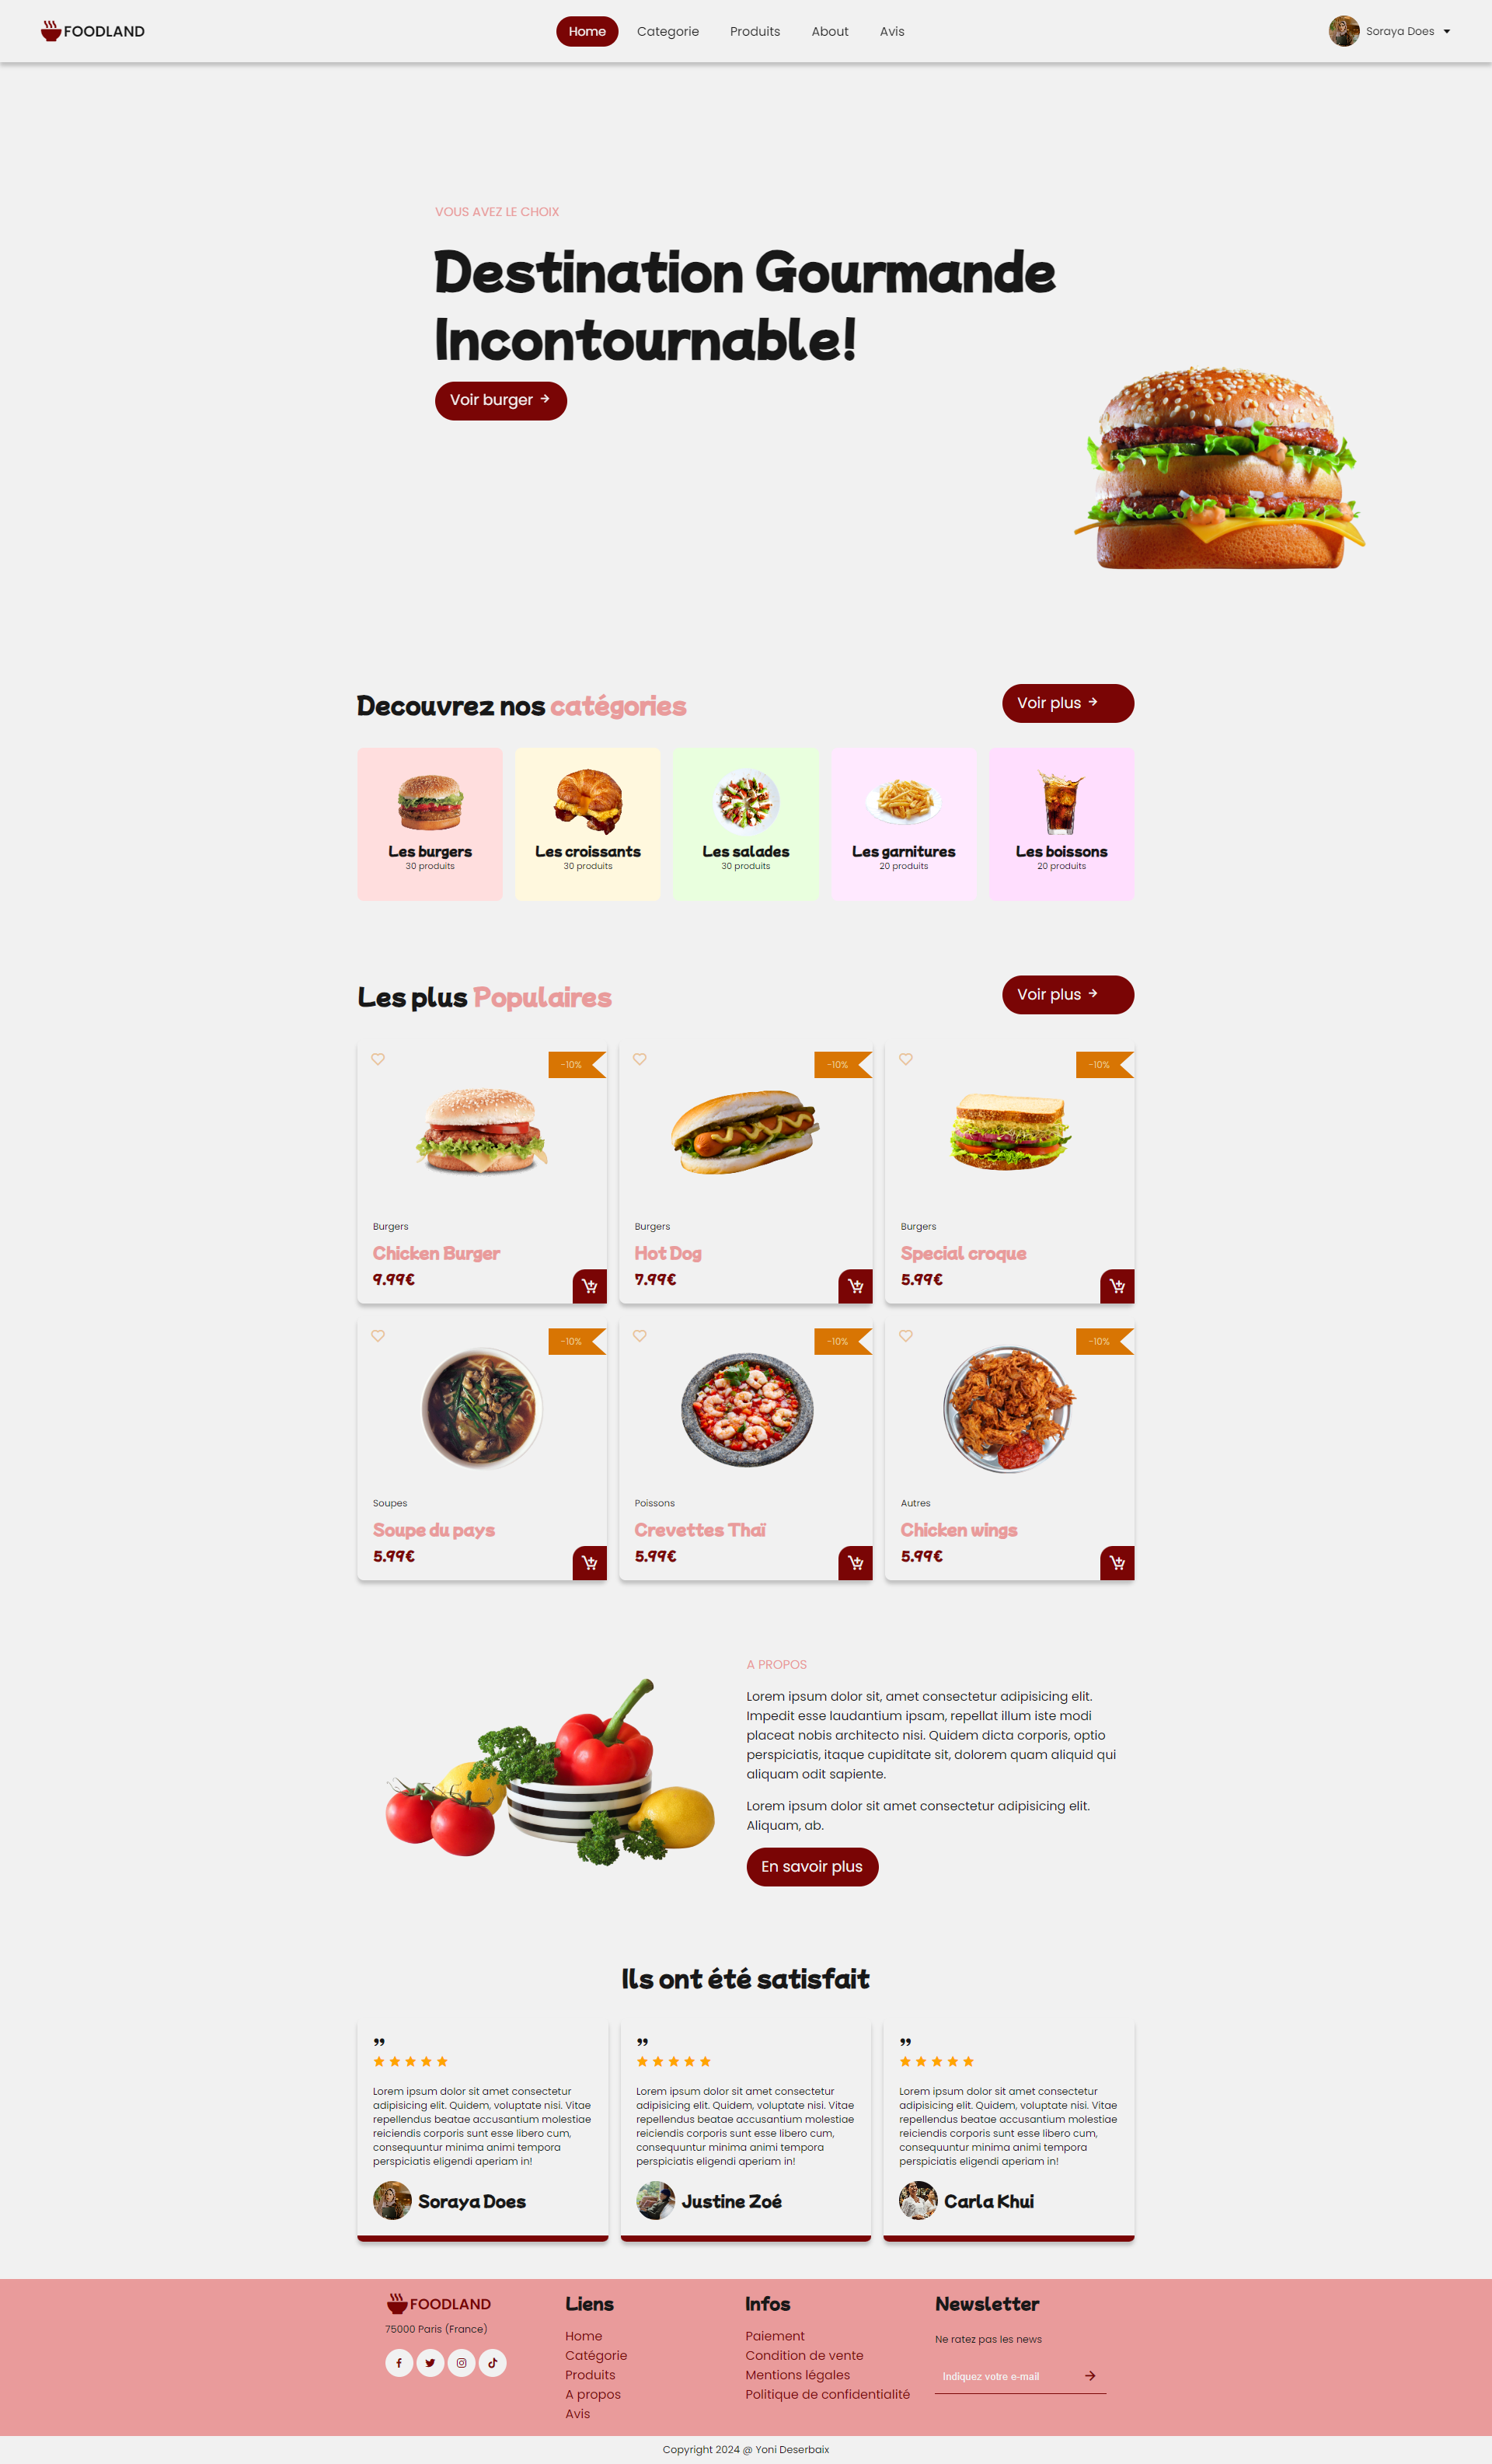 FOODLAND
Home Categorie Produits About Avis
Soraya Does
VOUS AVEZ LE CHOIX
Destination Gourmande
Incontournable!
Voir burger
Decouvrez nos catégories
Voir plus
Les burgers
30 produits
Les croissants
30 produits
Les salades
30 produits
Les garnitures
20 produits
Les boissons
20 produits
Les plus Populaires
Voir plus
-10%
Burgers
Chicken Burger
9.99€
-10%
Burgers
Hot Dog
7.99€
-10%
Burgers
Special croque
5.99€
-10%
Soupes
Soupe du pays
5.99€
-10%
Poissons
Crevettes Thaï
5.99€
-10%
Autres
Chicken wings
5.99€
A PROPOS
Lorem ipsum dolor sit, amet consectetur adipisicing elit.
Impedit esse laudantium ipsam, repellat illum iste modi
placeat nobis architecto nisi. Quidem dicta corporis, optio
perspiciatis, itaque cupiditate sit, dolorem quam aliquid qui
aliquam odit sapiente.
Lorem ipsum dolor sit amet consectetur adipisicing elit.
Aliquam, ab.
En savoir plus
Ils ont été satisfait
”
Lorem ipsum dolor sit amet consectetur
adipisicing elit. Quidem, voluptate nisi. Vitae
repellendus beatae accusantium molestiae
reiciendis corporis sunt esse libero cum,
consequuntur minima animi tempora
perspiciatis eligendi aperiam in!
Soraya Does
”
Lorem ipsum dolor sit amet consectetur
adipisicing elit. Quidem, voluptate nisi. Vitae
repellendus beatae accusantium molestiae
reiciendis corporis sunt esse libero cum,
consequuntur minima animi tempora
perspiciatis eligendi aperiam in!
Justine Zoé
”
Lorem ipsum dolor sit amet consectetur
adipisicing elit. Quidem, voluptate nisi. Vitae
repellendus beatae accusantium molestiae
reiciendis corporis sunt esse libero cum,
consequuntur minima animi tempora
perspiciatis eligendi aperiam in!
Carla Khui
FOODLAND
75000 Paris (France)
Liens
Home
Catégorie
Produits
A propos
Avis
Infos
Paiement
Condition de vente
Mentions légales
Politique de confidentialité
Newsletter
Ne ratez pas les news
Indiquez votre e-mail
Copyright 2024 @ Yoni Deserbaix